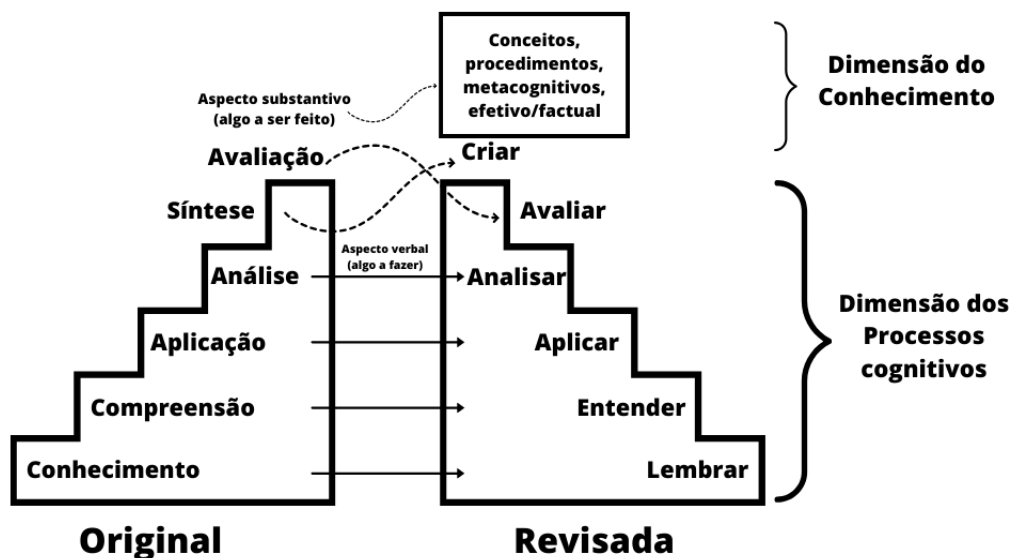 Conceitos,
procedimentos,
metacognitivos,
efetivo/factual
Dimensão do
Conhecimento
Aspecto substantivo
(algo a ser feito)
Avaliação
Criar
Síntese
Avaliar
Aspecto verbal
(algo a fazer)
Análise
Analisar
Dimensão dos
Processos
cognitivos
Aplicação
Aplicar
Compreensão
Entender
Conhecimento
Lembrar
Original
Revisada